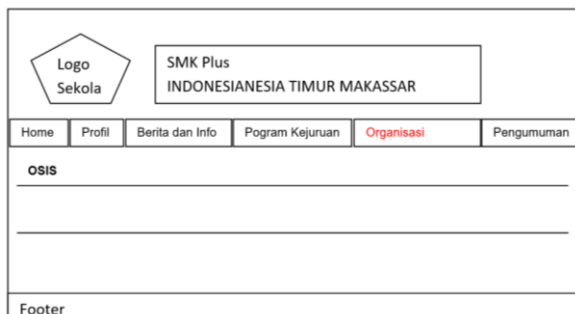 Logo
Sekola
SMK Plus
INDONESIANESIA TIMUR MAKASSAR
Home Profil Berita dan Info Pogram Kejuruan Organisasi Pengumuman
OSIS
Footer